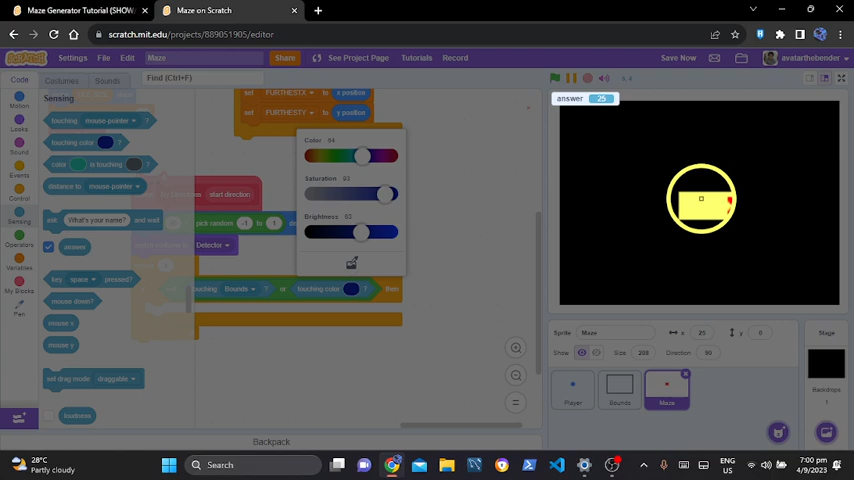 Maze Generator Tutorial (SHOW
Maze on Scratch
scratch.mit.edu/projects/889051905/editor
SCRATCH
Settings
File
Edit
Maze
Share
See Project Page
Tutorials
Record
Save Now
avatarthebender
Code
Costumes
Sounds
Find (Ctrl+F)
Motion
Looks
Sound
Events
Control
Sensing
Operators
Variables
My Blocks
Pen
Sensing
touching mouse-pointer ?
touching color ?
color is touching ?
distance to mouse-pointer
ask What's your name? and wait
answer
key space pressed?
mouse down?
mouse x
mouse y
set drag mode draggable
loudness
set FURTHESTX to x position
set FURTHESTY to y position
start direction
pick random -1 to 1
Detector
touching Bounds ? or touching color ? then
Color 64
Saturation 93
Brightness 63
answer 25
Sprite Maze x 25 y 0
Show Size 208 Direction 90
Player
Bounds
Maze
Stage
Backdrops
1
Backpack
28°C
Partly cloudy
Search
ENG
US
7:00 pm
4/9/2023